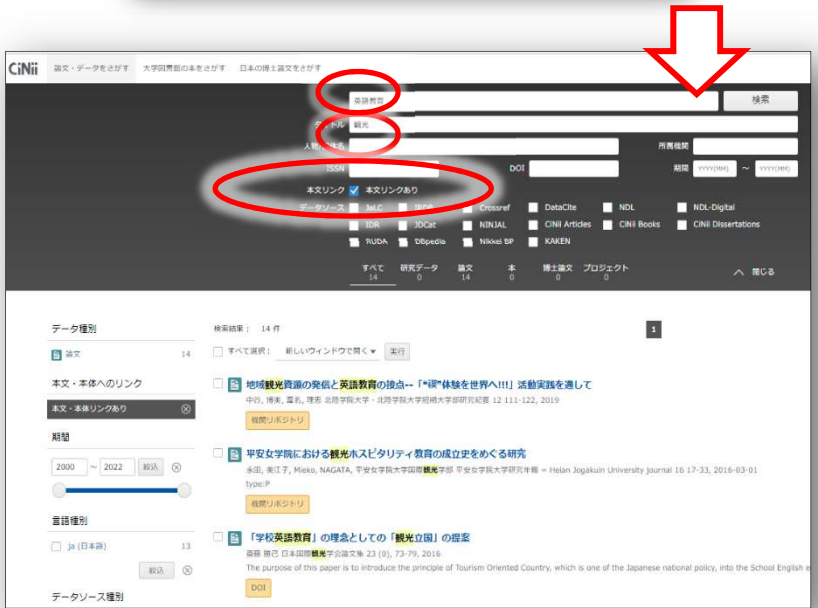 CiNii 論文・データをさがす 大学図書館の本をさがす 日本の博士論文をさがす
英語教育 検索
タイトル 観光
人物/団体名 所属機関
ISSN DOI 期間 YYYY(MM) ~ YYYY(MM)
本文リンク 本文リンクあり
データソース JaLC IRDB Crossref DataCite NDL NDL-Digital
IDR JDCat NINJAL CiNii Articles CiNii Books CiNii Dissertations
RUDA DBpedia Nikkei BP KAKEN
すべて 研究データ 論文 本 博士論文 プロジェクト
14 0 14 0 0 0 閉じる
データ種別
論文 14
本文・本体へのリンク
本文・本体リンクあり
期間
2000 ~ 2022 絞込
言語種別
ja (日本語) 13
絞込
データソース種別
検索結果： 14 件 1
すべて選択： 新しいウィンドウで開く 実行
地域観光資源の発信と英語教育の接点--「"禅"体験を世界へ!!!」活動実践を通して
中谷, 博美, 富名, 理恵 北陸学院大学・北陸学院大学短期大学部研究紀要 12 111-122, 2019
機関リポジトリ
平安女学院における観光ホスピタリティ教育の成立史をめぐる研究
永田, 美江子, Mieko, NAGATA, 平安女学院大学国際観光学部 平安女学院大学研究年報 = Heian Jogakuin University journal 16 17-33, 2016-03-01
type:P
機関リポジトリ
「学校英語教育」の理念としての「観光立国」の提案
斎藤 勝己 日本国際観光学会論文集 23 (0), 73-79, 2016
The purpose of this paper is to introduce the principle of Tourism Oriented Country, which is one of the Japanese national policy, into the School English
DOI